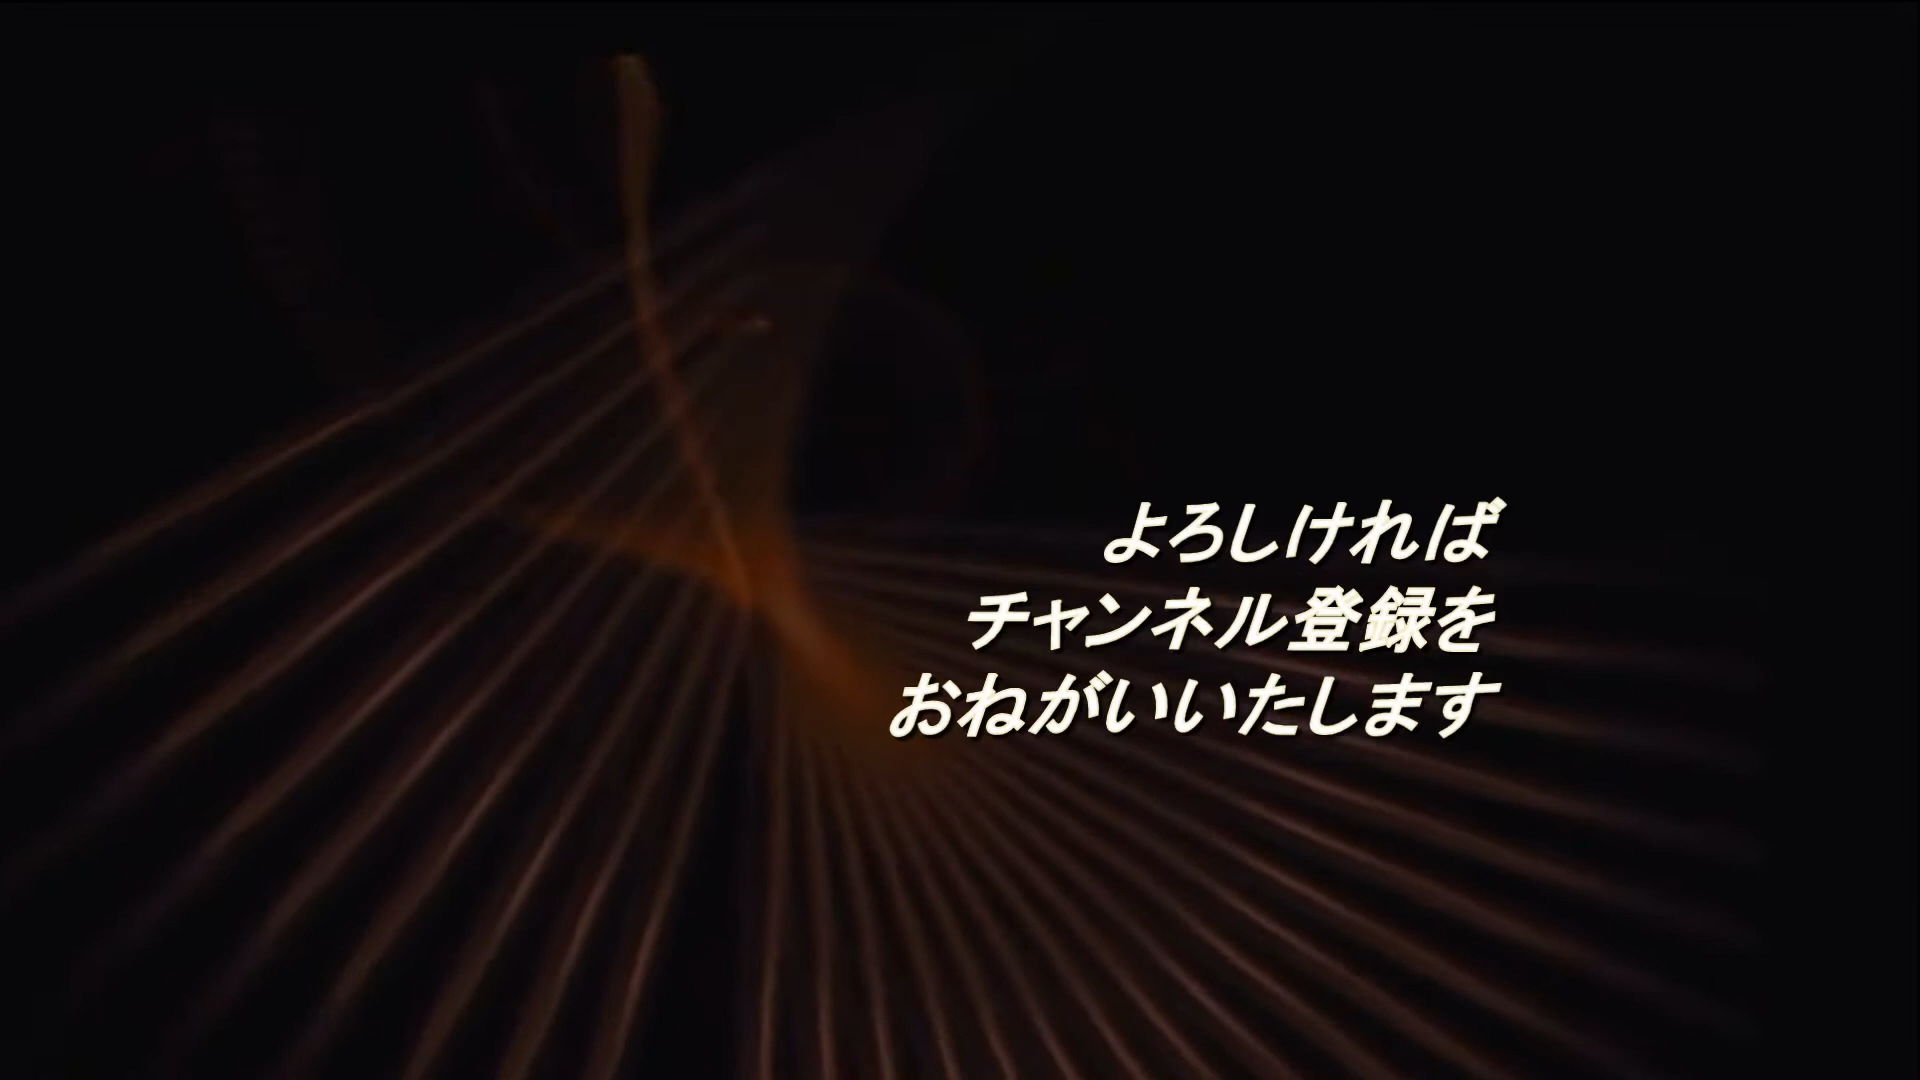 よろしければ
チャンネル登録を
おねがいいたします